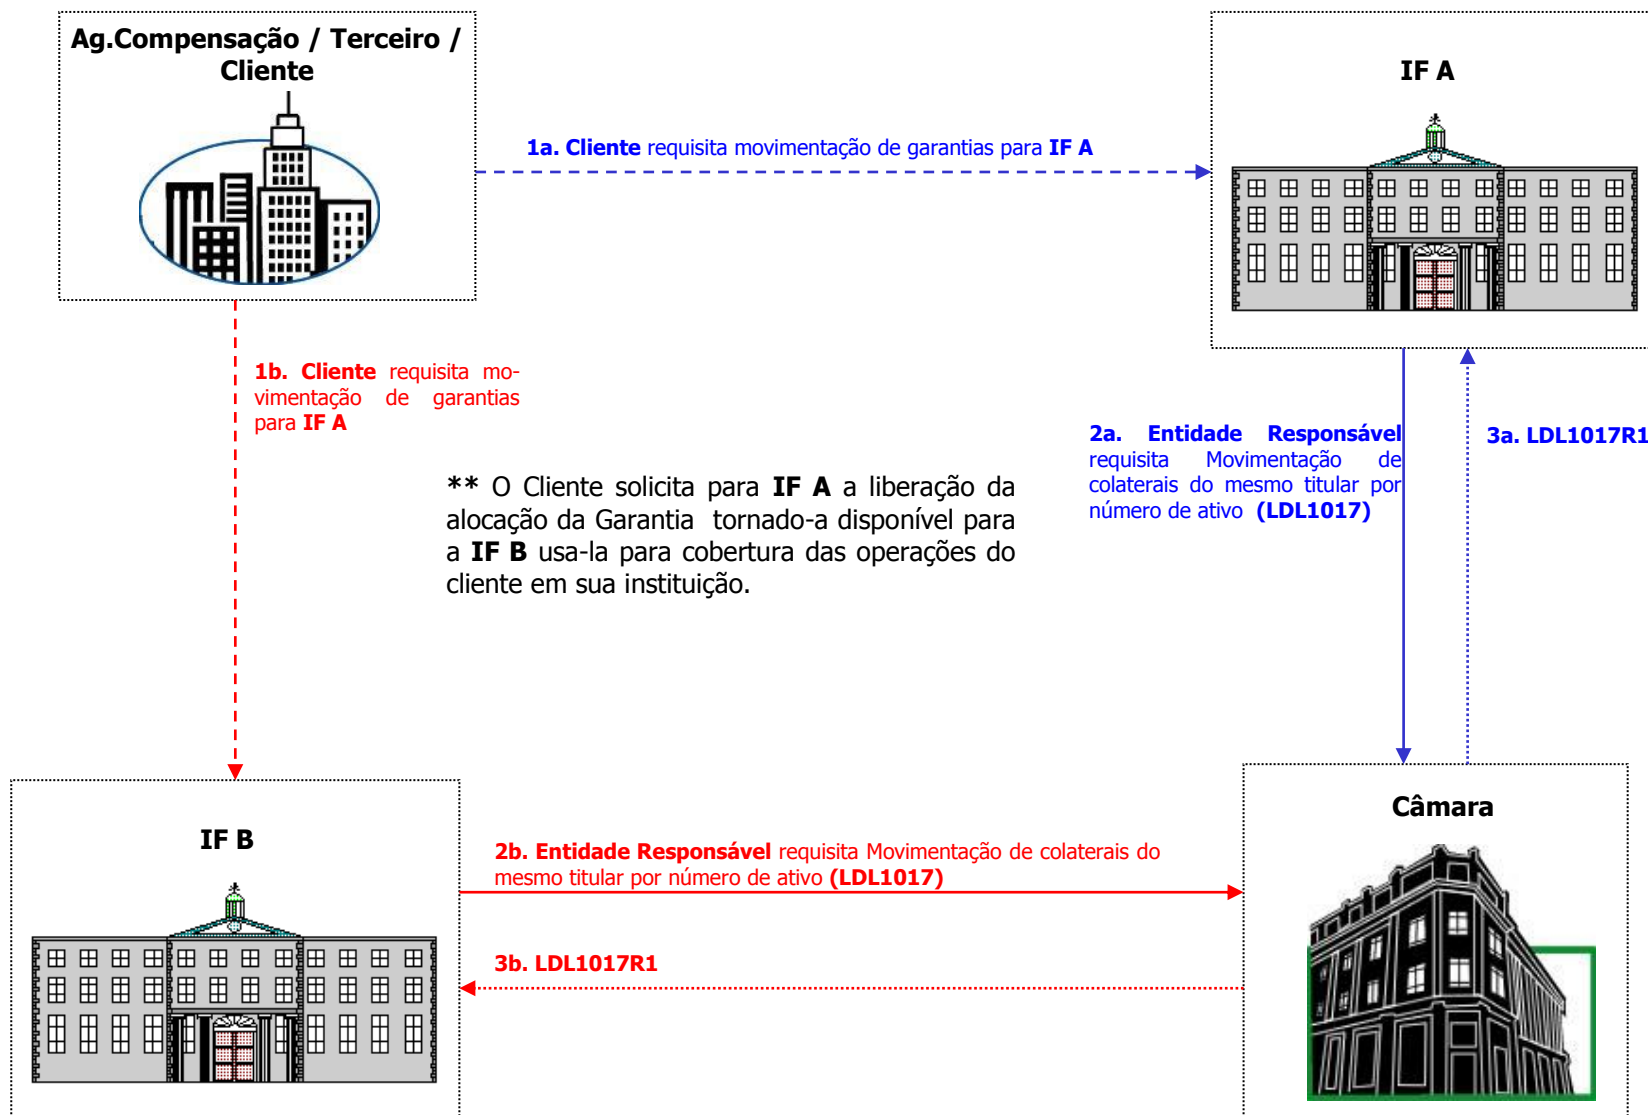 Ag.Compensação / Terceiro /
Cliente
IF A
1a. Cliente requisita movimentação de garantias para IF A
1b. Cliente requisita mo-
vimentação de garantias
para IF A
2a. Entidade Responsável
requisita Movimentação de
colaterais do mesmo titular por
número de ativo (LDL1017)
3a. LDL1017R1
** O Cliente solicita para IF A a liberação da
alocação da Garantia tornado-a disponível para
a IF B usa-la para cobertura das operações do
cliente em sua instituição.
IF B
2b. Entidade Responsável requisita Movimentação de colaterais do
mesmo titular por número de ativo (LDL1017)
3b. LDL1017R1
Câmara